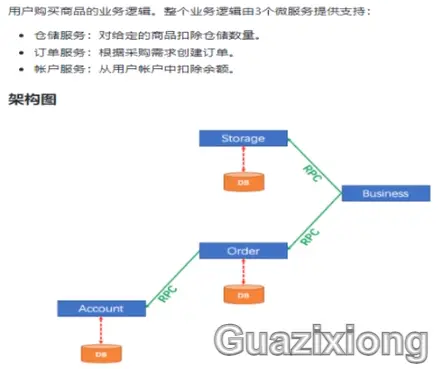 用户购买商品的业务逻辑。整个业务逻辑由3个微服务提供支持：
仓储服务：对给定的商品扣除仓储数量。
订单服务：根据采购需求创建订单。
帐户服务：从用户帐户中扣除余额。
架构图
Storage
DB
RPC
Business
RPC
Order
DB
RPC
Account
DB
Guazixiong